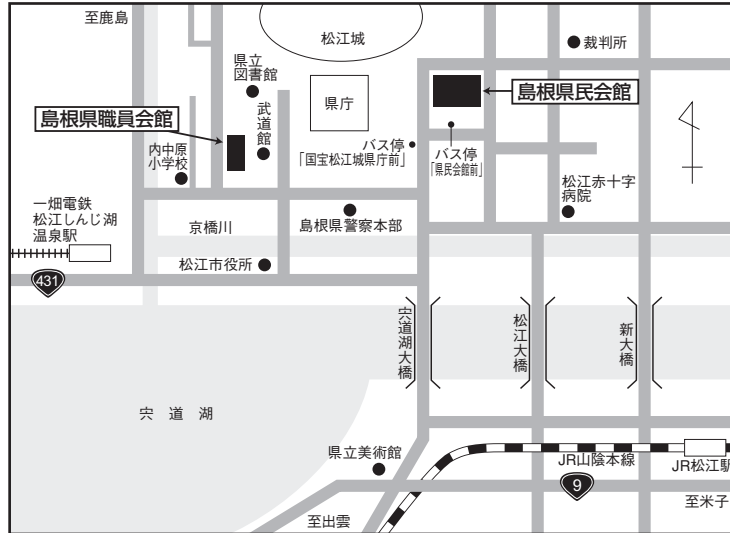 至鹿島
松江城
裁判所
県立
図書館
県庁
島根県民会館
島根県職員会館
武道館
内中原
小学校
バス停
「国宝松江城県庁前」
バス停
「県民会館前」
松江赤十字
病院
一畑電鉄
松江しんじ湖
温泉駅
京橋川
島根県警察本部
松江市役所
431
宍道湖大橋
松江大橋
新大橋
宍道湖
県立美術館
JR山陰本線
JR松江駅
9
至米子
至出雲